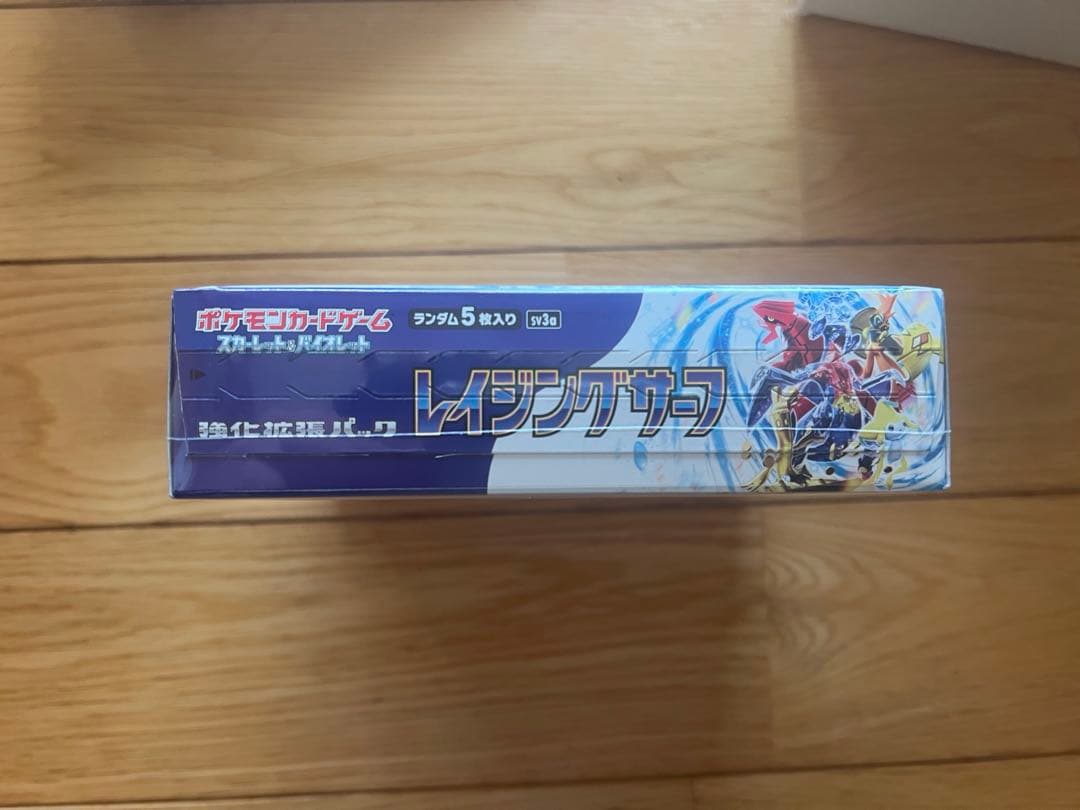 ポケモンカードゲーム
スカーレット&バイオレット
ランダム5枚入り sv3a
強化拡張パック
レイジングサーフ